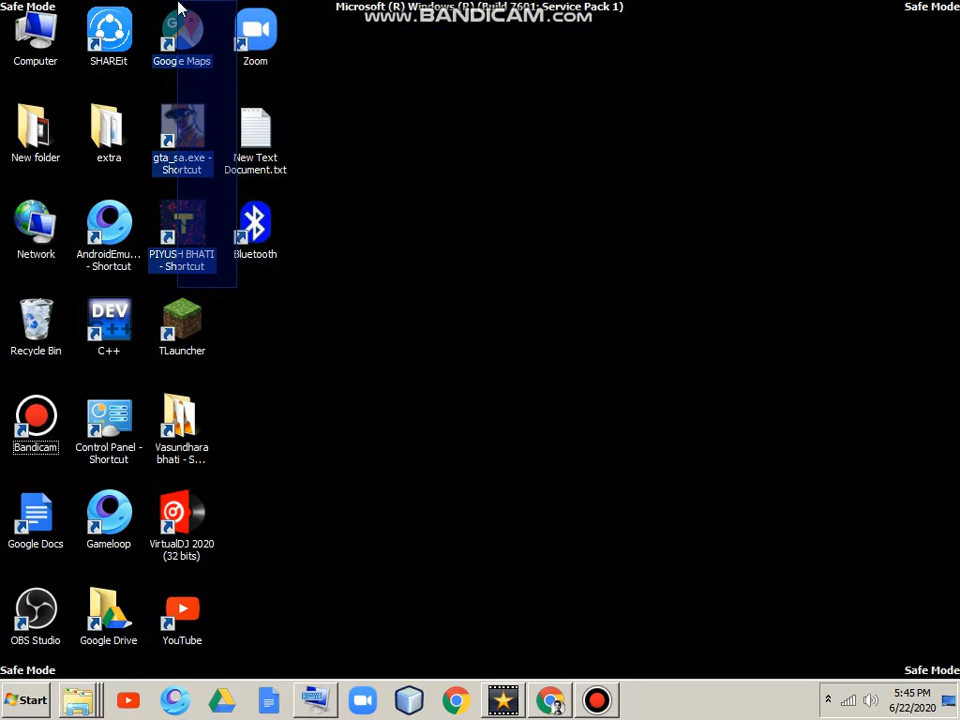 Safe Mode
Microsoft (R) Windows (R) (Build 7601: Service Pack 1)
Safe Mode
WWW.BANDICAM.COM
Computer
SHAREit
Google Maps
Zoom
New folder
extra
gta_sa.exe - Shortcut
New Text Document.txt
Network
AndroidEmu... - Shortcut
PIYUSH BHATI - Shortcut
Bluetooth
Recycle Bin
DEV C++
C++
TLauncher
Bandicam
Control Panel - Shortcut
Vasundhara bhati - S...
Google Docs
Gameloop
VirtualDJ 2020 (32 bits)
OBS Studio
Google Drive
YouTube
Safe Mode
Safe Mode
Start
5:45 PM
6/22/2020